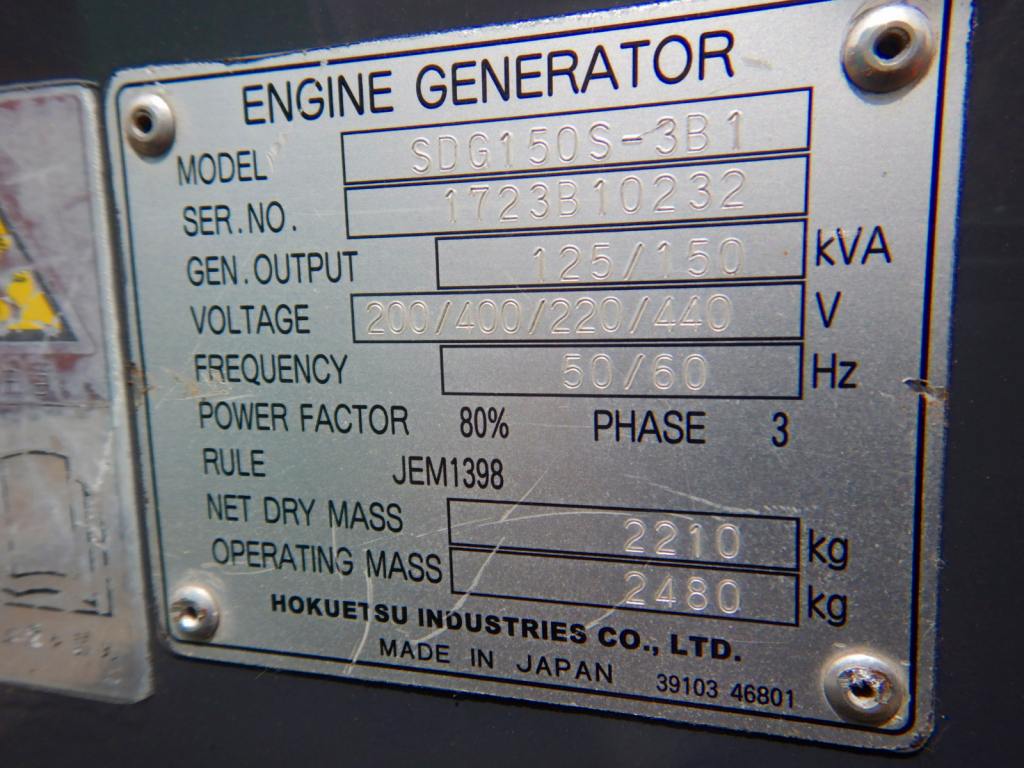 ENGINE GENERATOR
MODEL SDG150S-3B1
SER.NO. 1723B10232
GEN.OUTPUT 125/150 kVA
VOLTAGE 200/400/220/440 V
FREQUENCY 50/60 Hz
POWER FACTOR 80% PHASE 3
RULE JEM1398
NET DRY MASS 2210 kg
OPERATING MASS 2480 kg
HOKUETSU INDUSTRIES CO., LTD.
MADE IN JAPAN 39103 46801